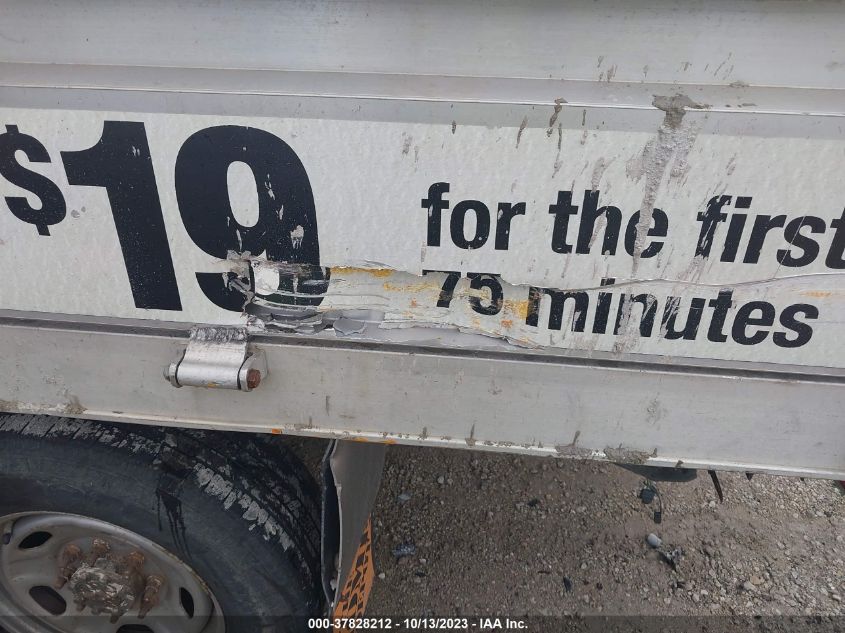 $19 for the first
75 minutes
000-37828212 - 10/13/2023 - IAA Inc.